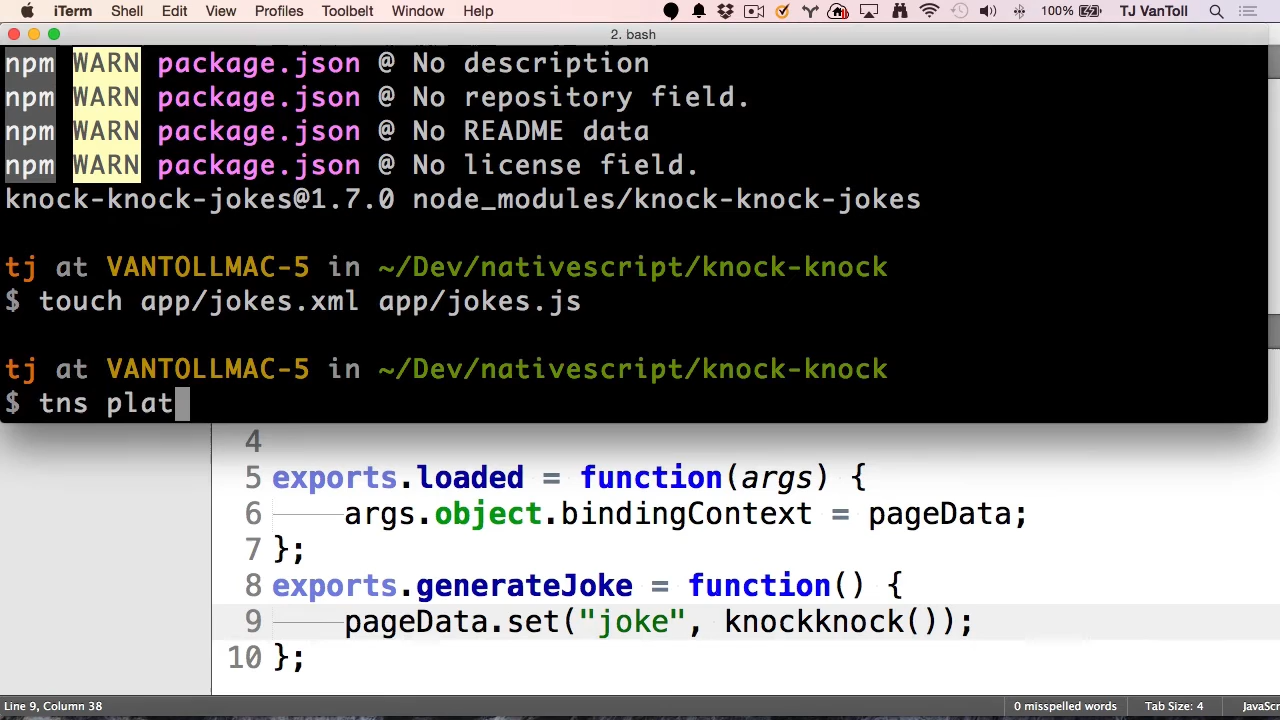 iTerm Shell Edit View Profiles Toolbelt Window Help 100% TJ VanToll
2. bash
npm WARN package.json @ No description
npm WARN package.json @ No repository field.
npm WARN package.json @ No README data
npm WARN package.json @ No license field.
knock-knock-jokes@1.7.0 node_modules/knock-knock-jokes
tj at VANTOLLMAC-5 in ~/Dev/nativescript/knock-knock
$ touch app/jokes.xml app/jokes.js
tj at VANTOLLMAC-5 in ~/Dev/nativescript/knock-knock
$ tns plat
4
5 exports.loaded = function(args) {
6 args.object.bindingContext = pageData;
7 };
8 exports.generateJoke = function() {
9 pageData.set("joke", knockknock());
10 };
Line 9, Column 38 0 misspelled words Tab Size: 4 JavaScr